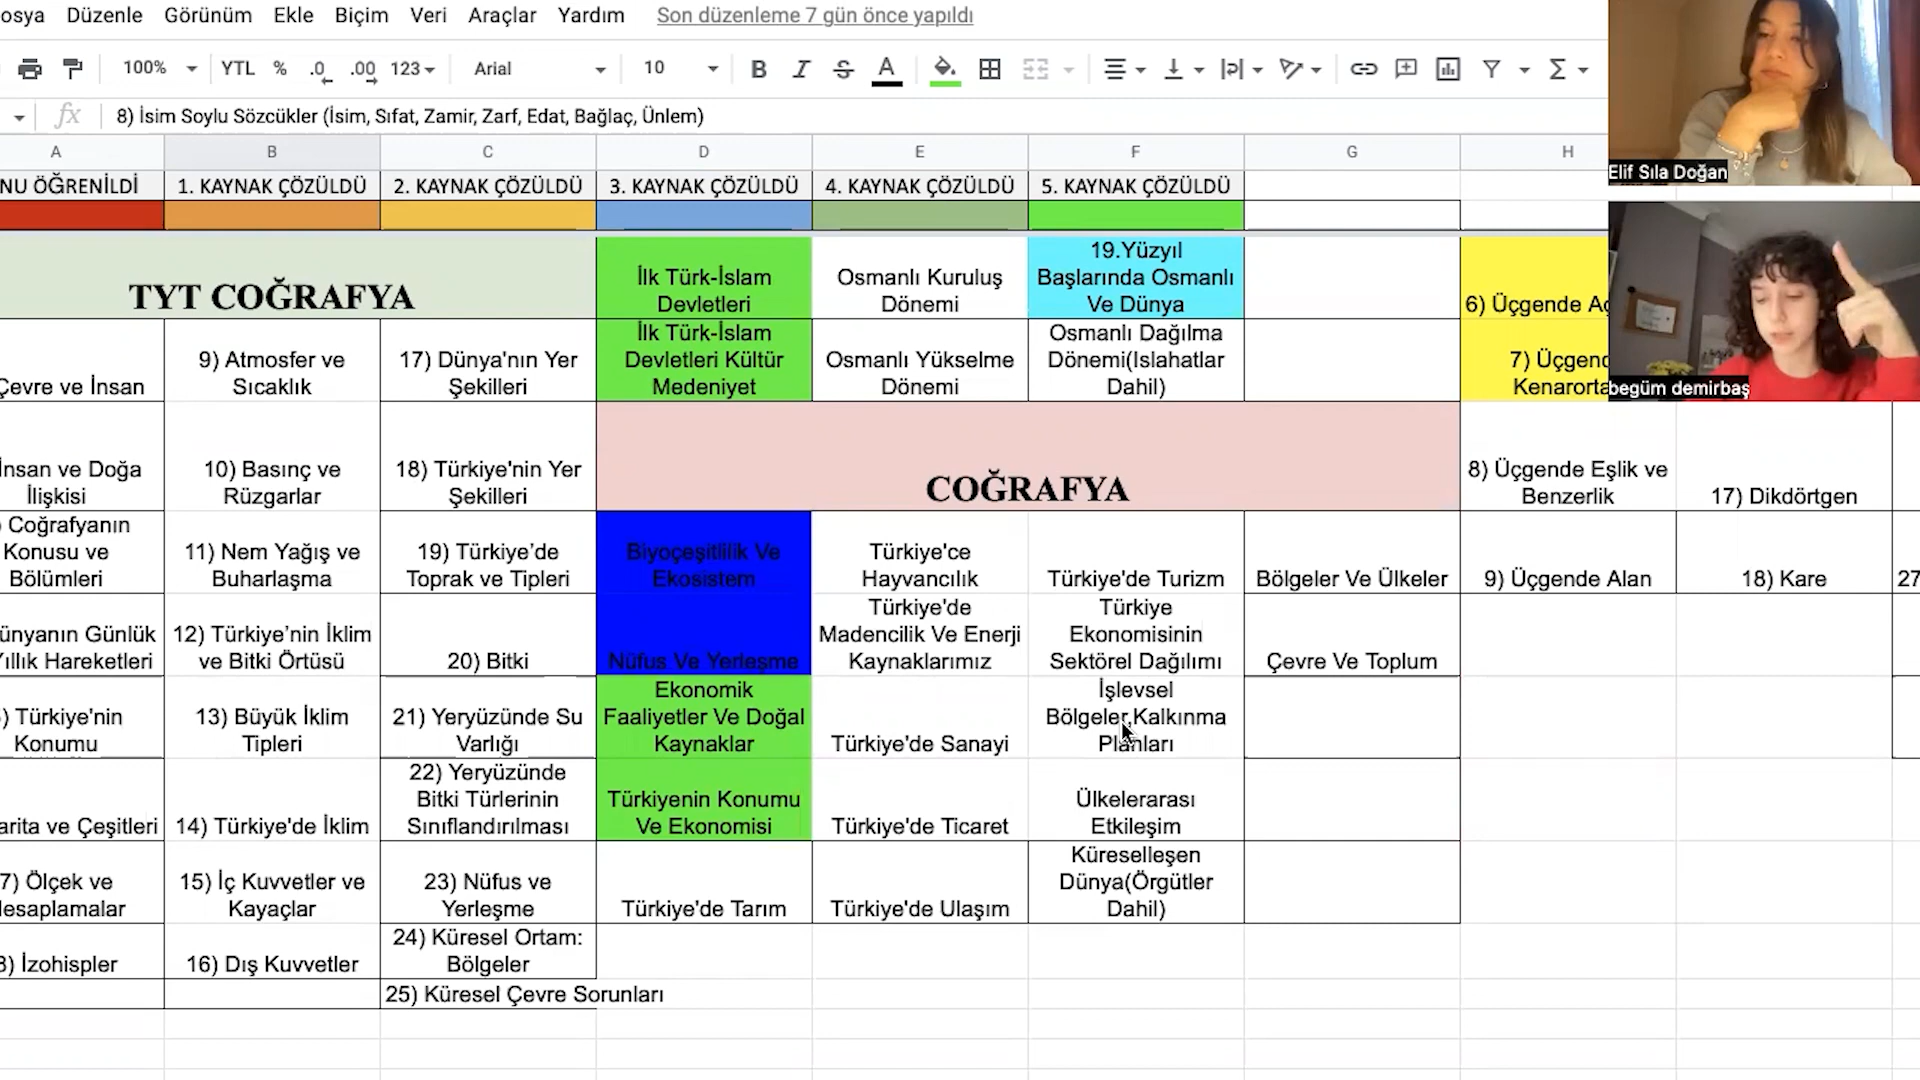 osya Düzenle Görünüm Ekle Biçim Veri Araçlar Yardım Son düzenleme 7 gün önce yapıldı
100% YTL % .0 .00 123 Arial 10 B I S A Σ
fx 8) İsim Soylu Sözcükler (İsim, Sıfat, Zamir, Zarf, Edat, Bağlaç, Ünlem)
A B C D E F G H
NU ÖĞRENİLDİ 1. KAYNAK ÇÖZÜLDÜ 2. KAYNAK ÇÖZÜLDÜ 3. KAYNAK ÇÖZÜLDÜ 4. KAYNAK ÇÖZÜLDÜ 5. KAYNAK ÇÖZÜLDÜ
Elif Sıla Doğan
begüm demirbaş
TYT COĞRAFYA
İlk Türk-İslam
Devletleri
Osmanlı Kuruluş
Dönemi
19.Yüzyıl
Başlarında Osmanlı
Ve Dünya
6) Üçgende Aç
Çevre ve İnsan
9) Atmosfer ve
Sıcaklık
17) Dünya'nın Yer
Şekilleri
İlk Türk-İslam
Devletleri Kültür
Medeniyet
Osmanlı Yükselme
Dönemi
Osmanlı Dağılma
Dönemi(Islahatlar
Dahil)
7) Üçgend
Kenarorta
İnsan ve Doğa
İlişkisi
10) Basınç ve
Rüzgarlar
18) Türkiye'nin Yer
Şekilleri
COĞRAFYA
8) Üçgende Eşlik ve
Benzerlik
17) Dikdörtgen
) Coğrafyanın
Konusu ve
Bölümleri
11) Nem Yağış ve
Buharlaşma
19) Türkiye’de
Toprak ve Tipleri
Biyoçeşitlilik Ve
Ekosistem
Türkiye'ce
Hayvancılık
Türkiye'de Turizm
Bölgeler Ve Ülkeler
9) Üçgende Alan
18) Kare
27
ünyanın Günlük
Yıllık Hareketleri
12) Türkiye’nin İklim
ve Bitki Örtüsü
20) Bitki
Nüfus Ve Yerleşme
Türkiye'de
Madencilik Ve Enerji
Kaynaklarımız
Türkiye
Ekonomisinin
Sektörel Dağılımı
Çevre Ve Toplum
) Türkiye'nin
Konumu
13) Büyük İklim
Tipleri
21) Yeryüzünde Su
Varlığı
Ekonomik
Faaliyetler Ve Doğal
Kaynaklar
Türkiye'de Sanayi
İşlevsel
Bölgeler,Kalkınma
Planları
arita ve Çeşitleri
14) Türkiye'de İklim
22) Yeryüzünde
Bitki Türlerinin
Sınıflandırılması
Türkiyenin Konumu
Ve Ekonomisi
Türkiye'de Ticaret
Ülkelerarası
Etkileşim
7) Ölçek ve
esaplamalar
15) İç Kuvvetler ve
Kayaçlar
23) Nüfus ve
Yerleşme
Türkiye'de Tarım
Türkiye'de Ulaşım
Küreselleşen
Dünya(Örgütler
Dahil)
8) İzohispler
16) Dış Kuvvetler
24) Küresel Ortam:
Bölgeler
25) Küresel Çevre Sorunları